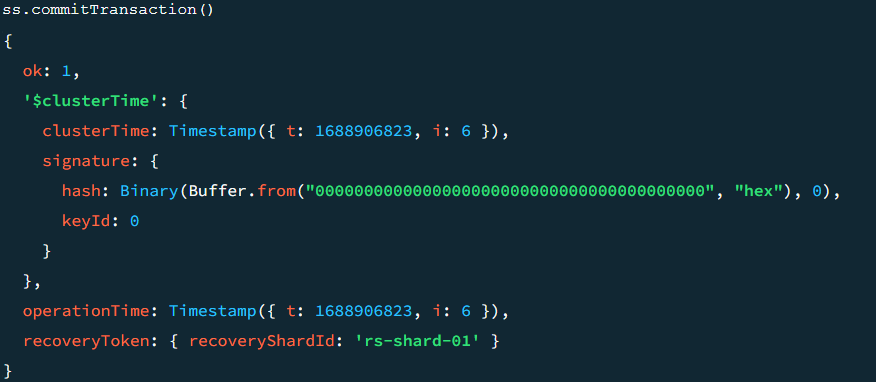 ss.commitTransaction()
{
  ok: 1,
  '$clusterTime': {
    clusterTime: Timestamp({ t: 1688906823, i: 6 }),
    signature: {
      hash: Binary(Buffer.from("0000000000000000000000000000000000000000", "hex"), 0),
      keyId: 0
    }
  },
  operationTime: Timestamp({ t: 1688906823, i: 6 }),
  recoveryToken: { recoveryShardId: 'rs-shard-01' }
}